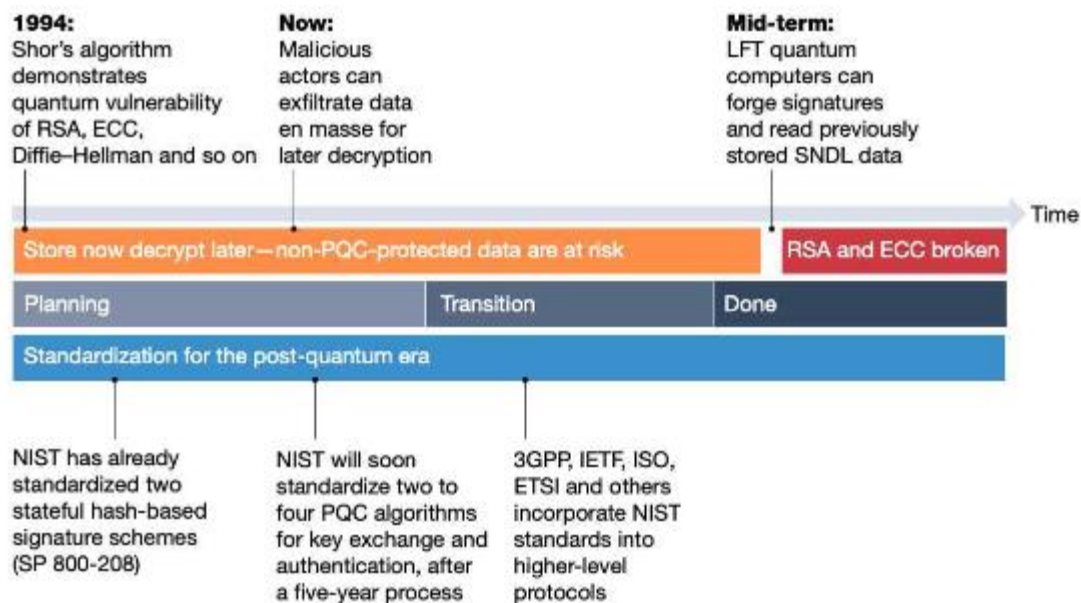 1994:
Shor's algorithm
demonstrates
quantum vulnerability
of RSA, ECC,
Diffie–Hellman and so on
Now:
Malicious
actors can
exfiltrate data
en masse for
later decryption
Mid-term:
LFT quantum
computers can
forge signatures
and read previously
stored SNDL data
Time
Store now decrypt later—non-PQC-protected data are at risk
RSA and ECC broken
Planning
Transition
Done
Standardization for the post-quantum era
NIST has already
standardized two
stateful hash-based
signature schemes
(SP 800-208)
NIST will soon
standardize two to
four PQC algorithms
for key exchange and
authentication, after
a five-year process
3GPP, IETF, ISO,
ETSI and others
incorporate NIST
standards into
higher-level
protocols